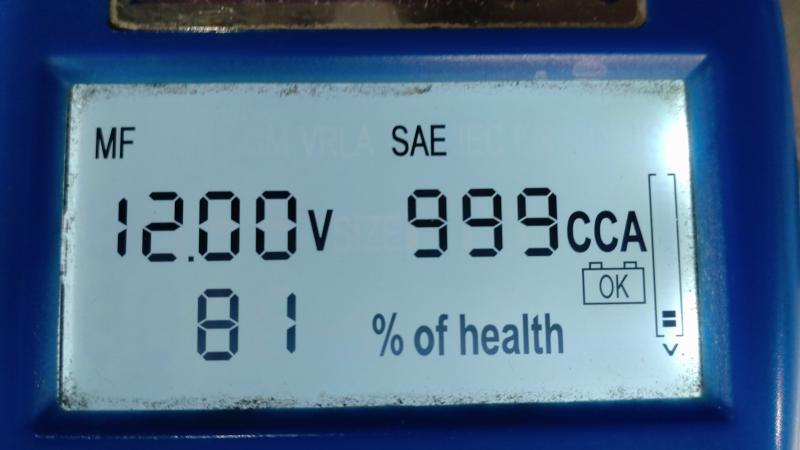 MF SAE
12.00V 999CCA
OK
81 % of health